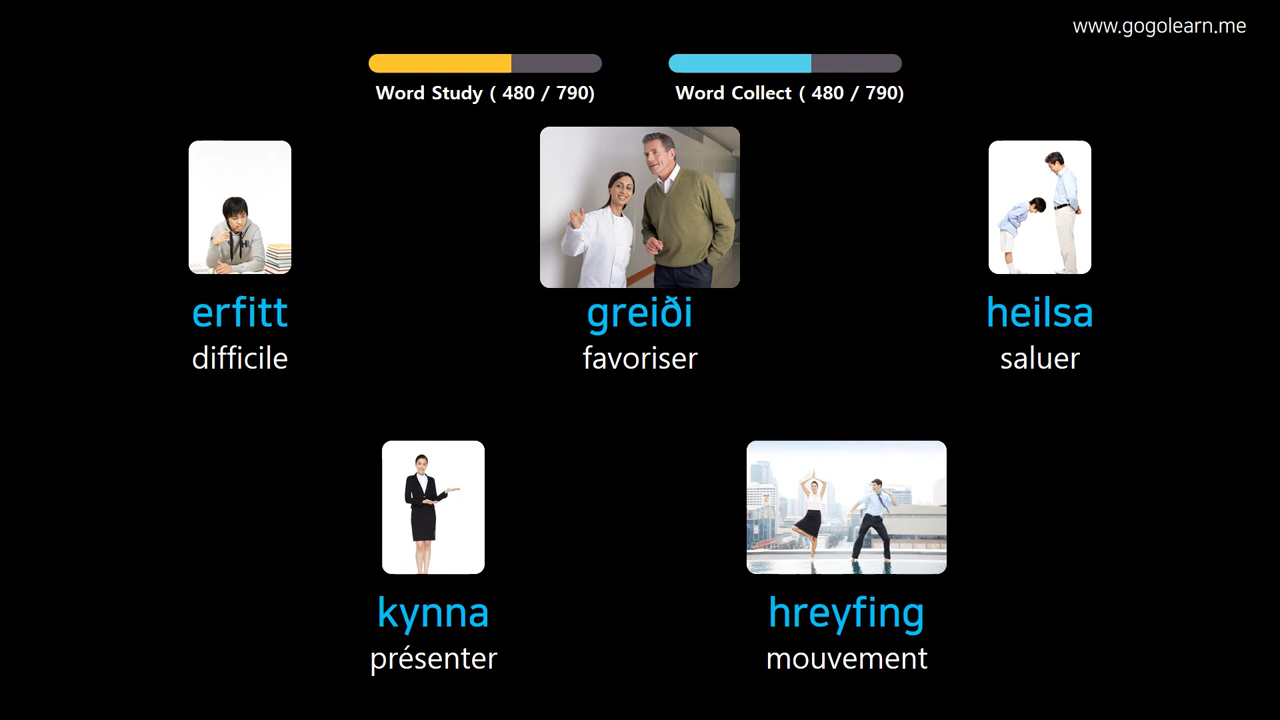 www.gogolearn.me
Word Study ( 480 / 790)
Word Collect ( 480 / 790)
erfitt
difficile
greiði
favoriser
heilsa
saluer
kynna
présenter
hreyfing
mouvement